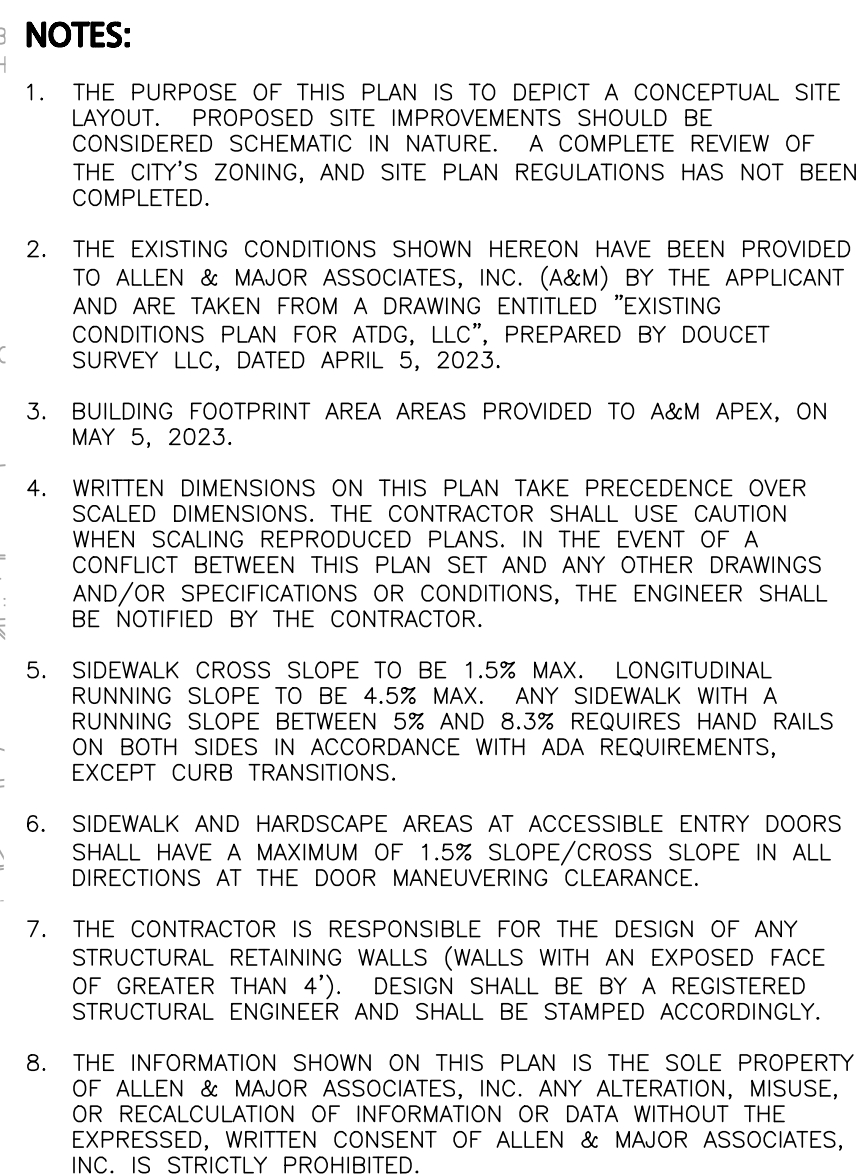 NOTES:
1. THE PURPOSE OF THIS PLAN IS TO DEPICT A CONCEPTUAL SITE
LAYOUT. PROPOSED SITE IMPROVEMENTS SHOULD BE
CONSIDERED SCHEMATIC IN NATURE. A COMPLETE REVIEW OF
THE CITY'S ZONING, AND SITE PLAN REGULATIONS HAS NOT BEEN
COMPLETED.
2. THE EXISTING CONDITIONS SHOWN HEREON HAVE BEEN PROVIDED
TO ALLEN & MAJOR ASSOCIATES, INC. (A&M) BY THE APPLICANT
AND ARE TAKEN FROM A DRAWING ENTITLED "EXISTING
CONDITIONS PLAN FOR ATDG, LLC", PREPARED BY DOUCET
SURVEY LLC, DATED APRIL 5, 2023.
3. BUILDING FOOTPRINT AREA AREAS PROVIDED TO A&M APEX, ON
MAY 5, 2023.
4. WRITTEN DIMENSIONS ON THIS PLAN TAKE PRECEDENCE OVER
SCALED DIMENSIONS. THE CONTRACTOR SHALL USE CAUTION
WHEN SCALING REPRODUCED PLANS. IN THE EVENT OF A
CONFLICT BETWEEN THIS PLAN SET AND ANY OTHER DRAWINGS
AND/OR SPECIFICATIONS OR CONDITIONS, THE ENGINEER SHALL
BE NOTIFIED BY THE CONTRACTOR.
5. SIDEWALK CROSS SLOPE TO BE 1.5% MAX. LONGITUDINAL
RUNNING SLOPE TO BE 4.5% MAX. ANY SIDEWALK WITH A
RUNNING SLOPE BETWEEN 5% AND 8.3% REQUIRES HAND RAILS
ON BOTH SIDES IN ACCORDANCE WITH ADA REQUIREMENTS,
EXCEPT CURB TRANSITIONS.
6. SIDEWALK AND HARDSCAPE AREAS AT ACCESSIBLE ENTRY DOORS
SHALL HAVE A MAXIMUM OF 1.5% SLOPE/CROSS SLOPE IN ALL
DIRECTIONS AT THE DOOR MANEUVERING CLEARANCE.
7. THE CONTRACTOR IS RESPONSIBLE FOR THE DESIGN OF ANY
STRUCTURAL RETAINING WALLS (WALLS WITH AN EXPOSED FACE
OF GREATER THAN 4'). DESIGN SHALL BE BY A REGISTERED
STRUCTURAL ENGINEER AND SHALL BE STAMPED ACCORDINGLY.
8. THE INFORMATION SHOWN ON THIS PLAN IS THE SOLE PROPERTY
OF ALLEN & MAJOR ASSOCIATES, INC. ANY ALTERATION, MISUSE,
OR RECALCULATION OF INFORMATION OR DATA WITHOUT THE
EXPRESSED, WRITTEN CONSENT OF ALLEN & MAJOR ASSOCIATES,
INC. IS STRICTLY PROHIBITED.